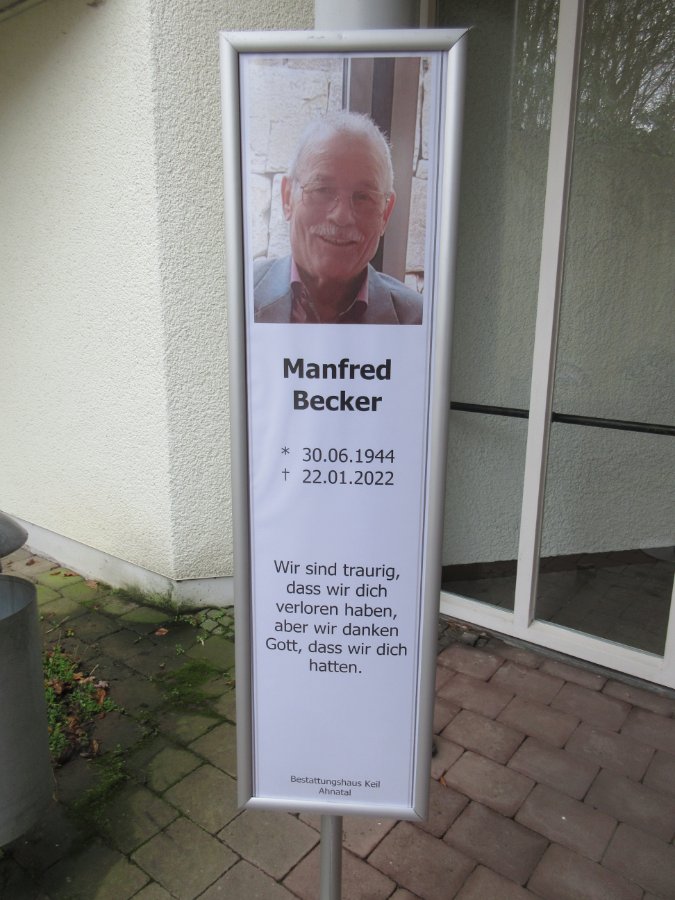 Manfred
Becker
* 30.06.1944
† 22.01.2022
Wir sind traurig,
dass wir dich
verloren haben,
aber wir danken
Gott, dass wir dich
hatten.
Bestattungshaus Keil
Ahnatal